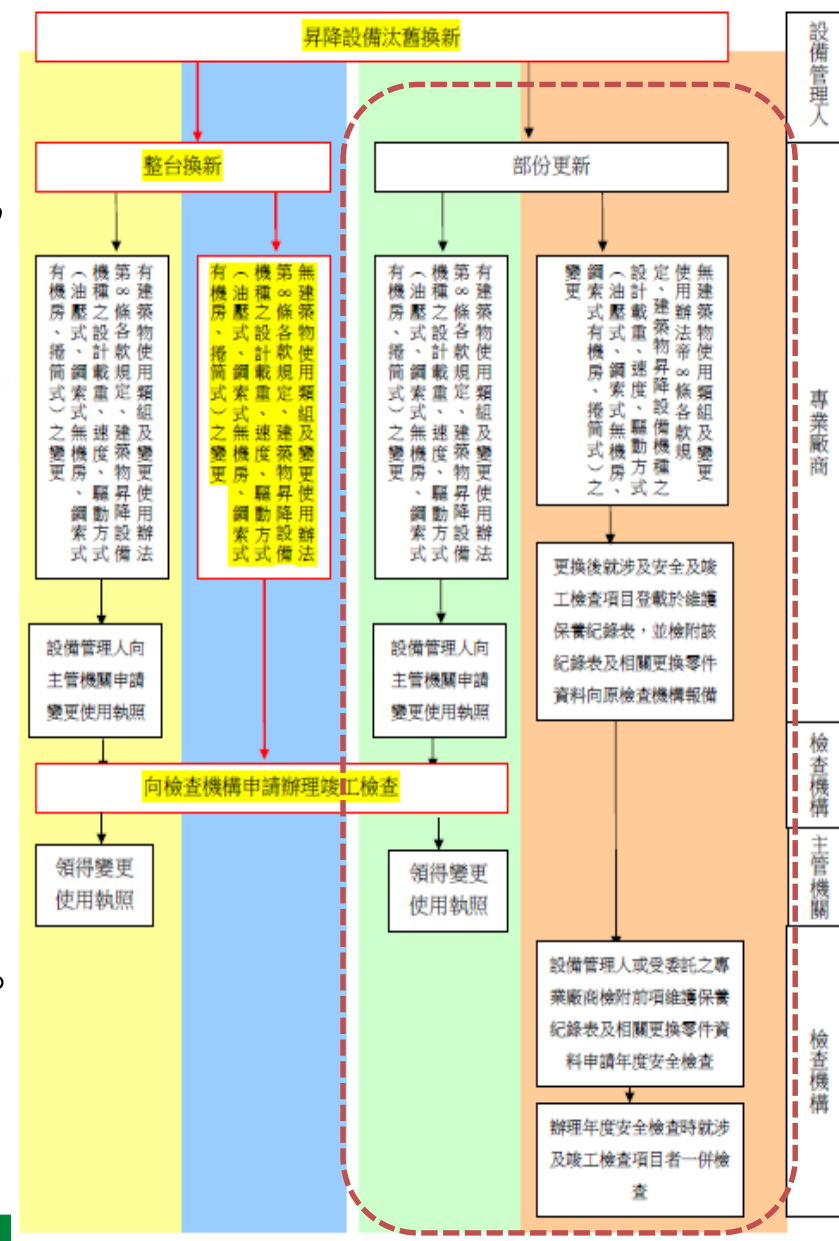 昇降設備汰舊換新
設備管理人
整台換新
部份更新
專業廠商
有建築物使用類組及變更使用辦法
第8條各款規定、建築物昇降設備
機種之設計載重、速度、驅動方式
（油壓式、鋼索式無機房、鋼索式
有機房、捲筒式）之變更
無建築物使用類組及變更使用辦法
第8條各款規定、建築物昇降設備
機種之設計載重、速度、驅動方式
（油壓式、鋼索式無機房、鋼索式
有機房、捲筒式）之變更
有建築物使用類組及變更使用辦法
第8條各款規定、建築物昇降設備
機種之設計載重、速度、驅動方式
（油壓式、鋼索式無機房、鋼索式
有機房、捲筒式）之變更
無建築物使用類組及變更
使用辦法帝8條各款規
定、建築物昇降設備機種之
設計載重、速度、驅動方式
（油壓式、鋼索式無機房、
鋼索式有機房、捲筒式）之
變更
更換後就涉及安全及竣
工檢查項目登載於維護
保養紀錄表，並檢附該
紀錄表及相關更換零件
資料向原檢查機構報備
設備管理人向
主管機關申請
變更使用執照
設備管理人向
主管機關申請
變更使用執照
檢查機構
向檢查機構申請辦理竣工檢查
主管機關
領得變更
使用執照
領得變更
使用執照
檢查機構
設備管理人或受委託之專
業廠商檢附前項維護保養
紀錄表及相關更換零件資
料申請年度安全檢查
辦理年度安全檢查時就涉
及竣工檢查項目者一併檢
查